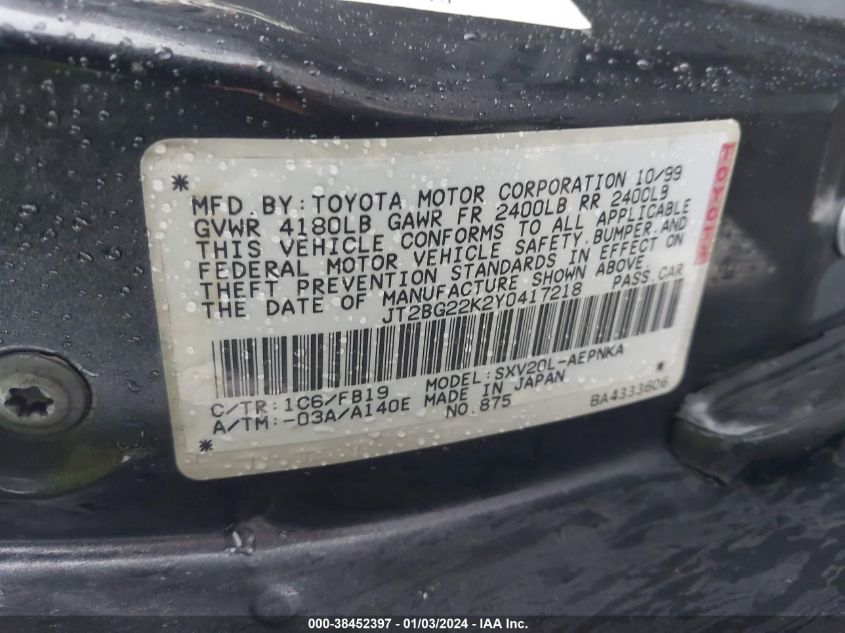 * MFD.BY:TOYOTA MOTOR CORPORATION 10/99
GVWR 4180LB GAWR FR 2400LB RR 2400LB
THIS VEHICLE CONFORMS TO ALL APPLICABLE
FEDERAL MOTOR VEHICLE SAFETY,BUMPER,AND
THEFT PREVENTION STANDARDS IN EFFECT ON
THE DATE OF MANUFACTURE SHOWN ABOVE.
JT2BG22K2Y0417218 PASS.CAR
C/TR:1C6/FB19 MODEL:SXV20L-AEPNKA *
A/TM:-03A/A140E MADE IN JAPAN
* NO.875 BA4333606
TOYOTA
000-38452397 - 01/03/2024 - IAA Inc.